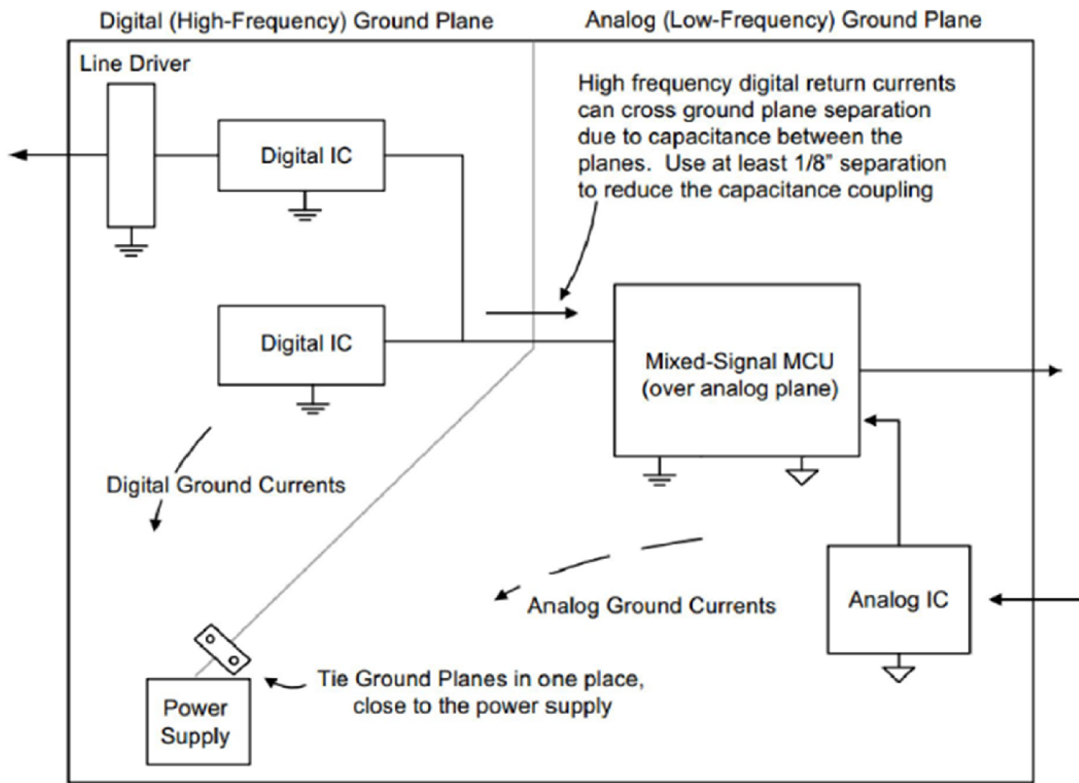 Digital (High-Frequency) Ground Plane
Analog (Low-Frequency) Ground Plane
Line Driver
Digital IC
High frequency digital return currents
can cross ground plane separation
due to capacitance between the
planes. Use at least 1/8" separation
to reduce the capacitance coupling
Digital IC
Mixed-Signal MCU
(over analog plane)
Digital Ground Currents
Analog Ground Currents
Analog IC
Tie Ground Planes in one place,
close to the power supply
Power
Supply